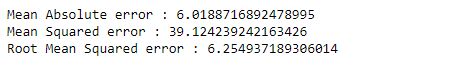 Mean Absolute error : 6.0188716892478995
Mean Squared error : 39.124239242163426
Root Mean Squared error : 6.254937189306014